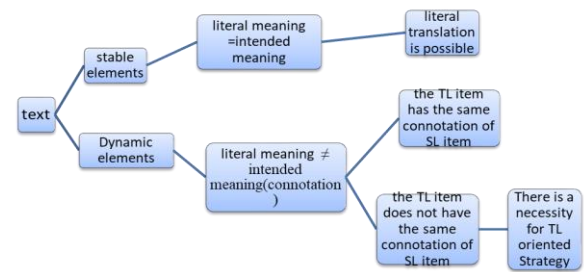 text
stable
elements
literal meaning
=intended
meaning
literal
translation
is possible
Dynamic
elements
literal meaning ≠
intended
meaning(connotation
)
the TL item
has the same
connotation of
SL item
the TL item
does not have
the same
connotation of
SL item
There is a
necessity
for TL
oriented
Strategy